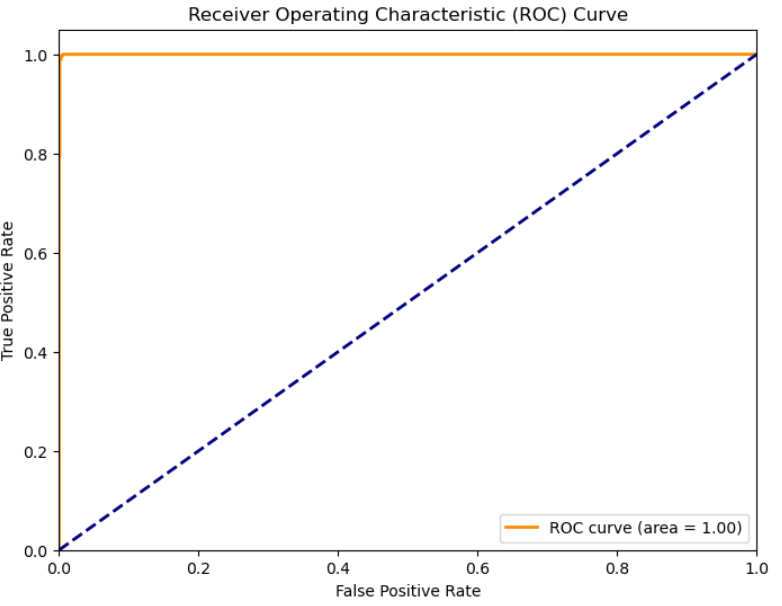 Receiver Operating Characteristic (ROC) Curve
1.0
0.8
0.6
0.4
0.2
0.0
True Positive Rate
ROC curve (area = 1.00)
0.0 0.2 0.4 0.6 0.8 1.0
False Positive Rate